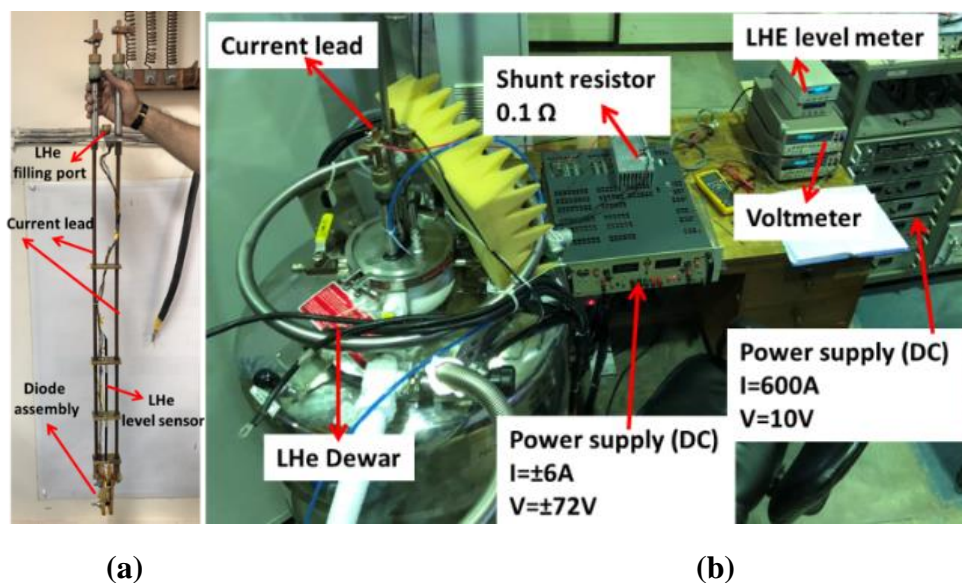 LHe
filling port
Current lead
Diode
assembly
LHe
level sensor
Current lead
Shunt resistor
0.1 Ω
LHE level meter
Voltmeter
LHe Dewar
Power supply (DC)
I=±6A
V=±72V
Power supply (DC)
I=600A
V=10V
(a)
(b)